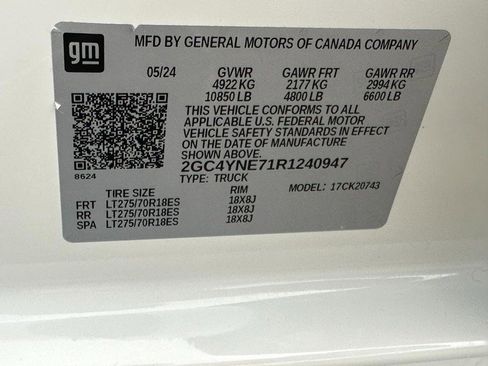 gm
MFD BY GENERAL MOTORS OF CANADA COMPANY
05/24 GVWR GAWR FRT GAWR RR
4922 KG 2177 KG 2994 KG
10850 LB 4800 LB 6600 LB
THIS VEHICLE CONFORMS TO ALL
APPLICABLE U.S. FEDERAL MOTOR
VEHICLE SAFETY STANDARDS IN EFFECT
ON THE DATE OF MANUFACTURE
SHOWN ABOVE.
2GC4YNE71R1240947
8624 TYPE: TRUCK MODEL: 17CK20743
TIRE SIZE RIM
FRT LT275/70R18ES 18X8J
RR LT275/70R18ES 18X8J
SPA LT275/70R18ES 18X8J